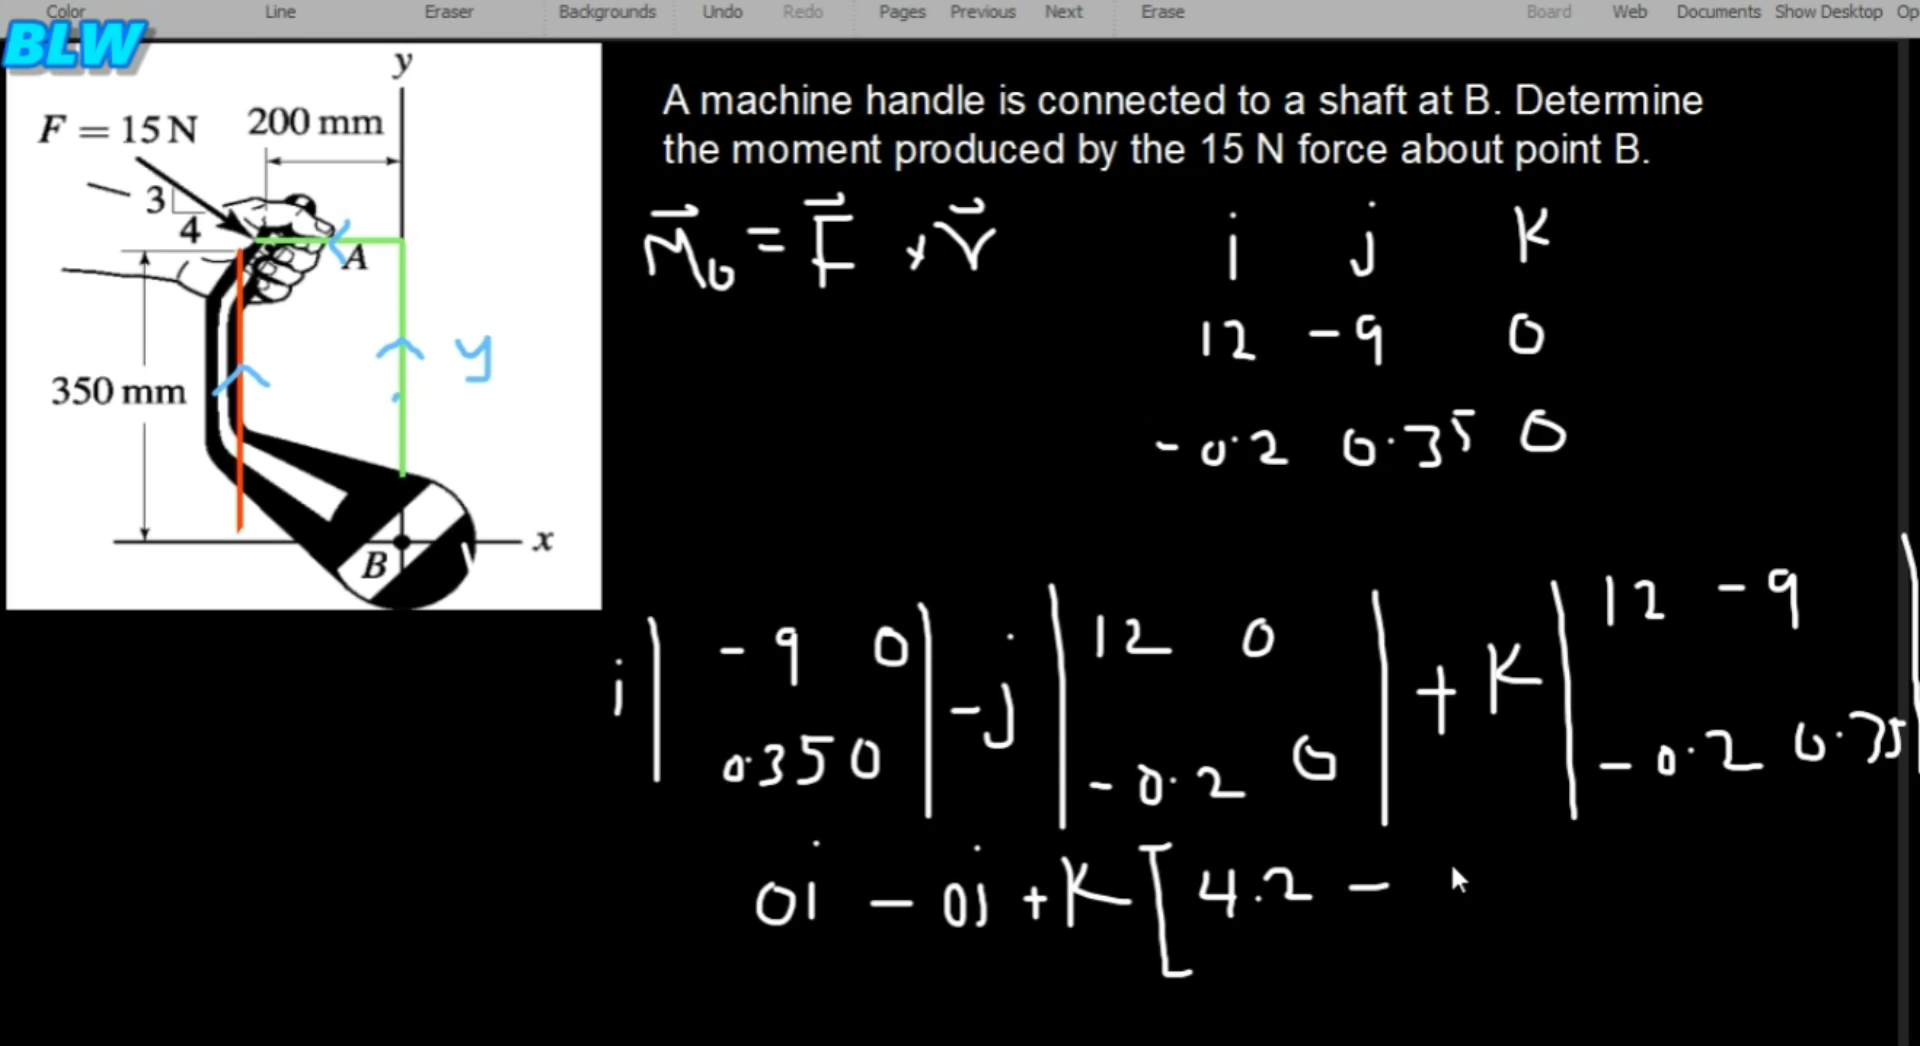 Color Line Eraser Backgrounds Undo Redo Pages Previous Next Erase Board Web Documents Show Desktop Op
BLW
y
F = 15 N
200 mm
3
4
A
y
350 mm
B
x
A machine handle is connected to a shaft at B. Determine
the moment produced by the 15 N force about point B.
M⃗b = F⃗ × r⃗
i j k
12 -9 0
-0.2 0.35 0
i | -9 0 | - j | 12 0 | + k | 12 -9 |
0.35 0 -0.2 0 -0.2 0.35
0i - 0j + k [ 4.2 -